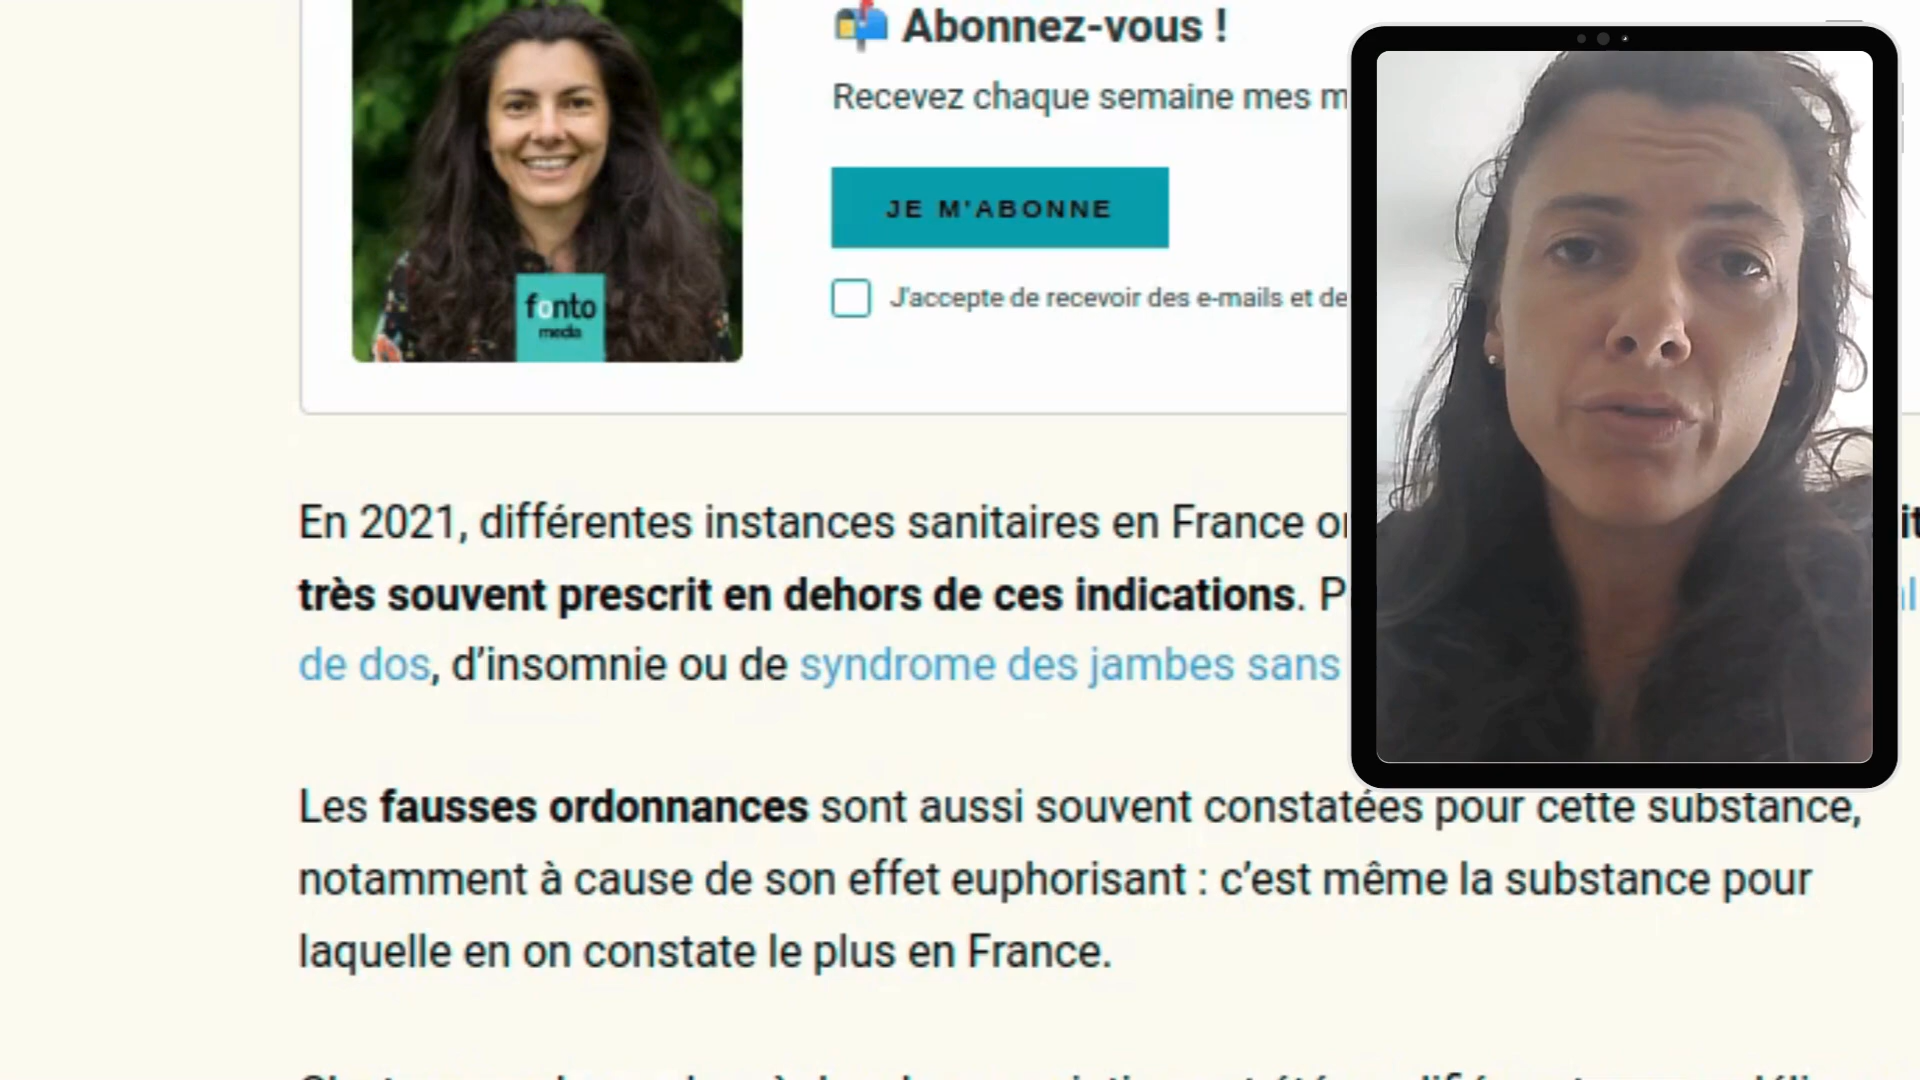 Abonnez-vous !
Recevez chaque semaine mes
JE M'ABONNE
J'accepte de recevoir des e-mails et de
fonto
media
En 2021, différentes instances sanitaires en France
très souvent prescrit en dehors de ces indications.
de dos, d'insomnie ou de syndrome des jambes sans
Les fausses ordonnances sont aussi souvent constatées pour cette substance,
notamment à cause de son effet euphorisant : c'est même la substance pour
laquelle en on constate le plus en France.